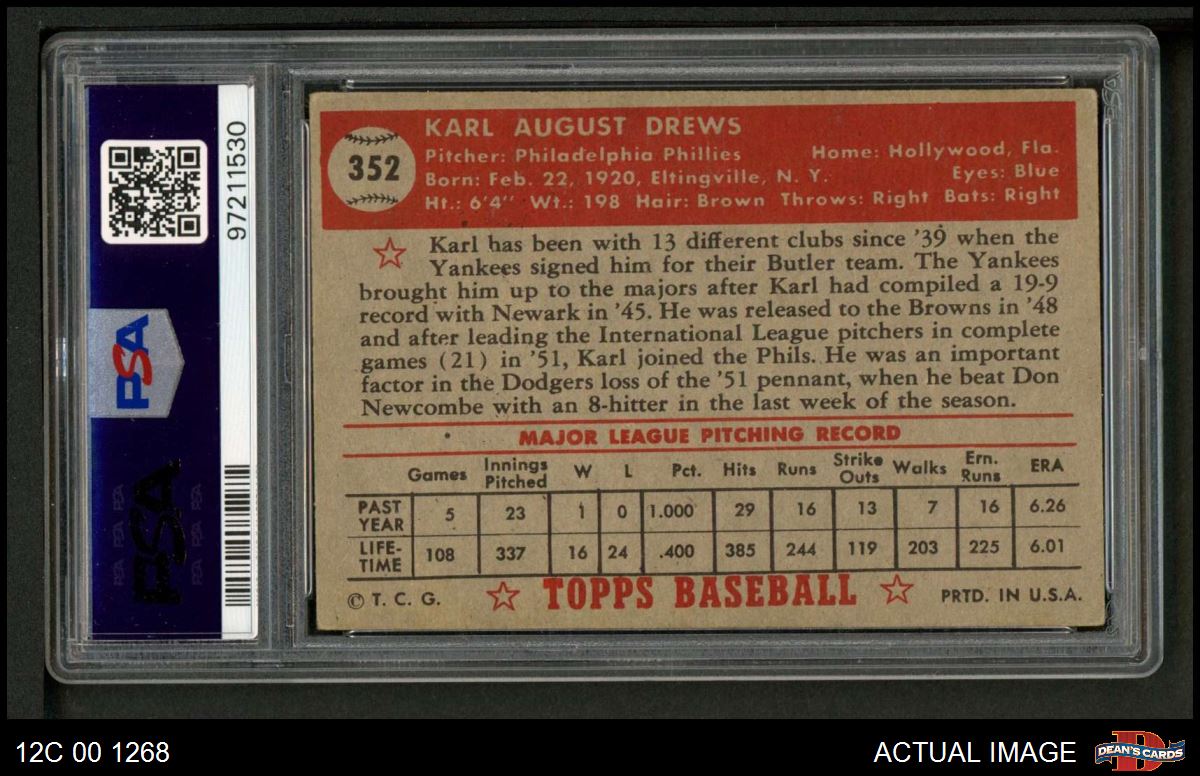 97211530
PSA
PSA
PSA PSA PSA
PSA PSA PSA
352
KARL AUGUST DREWS
Pitcher: Philadelphia Phillies Home: Hollywood, Fla.
Born: Feb. 22, 1920, Eltingville, N. Y. Eyes: Blue
Ht.: 6'4" Wt.: 198 Hair: Brown Throws: Right Bats: Right
Karl has been with 13 different clubs since '39 when the
Yankees signed him for their Butler team. The Yankees
brought him up to the majors after Karl had compiled a 19-9
record with Newark in '45. He was released to the Browns in '48
and after leading the International League pitchers in complete
games (21) in '51, Karl joined the Phils. He was an important
factor in the Dodgers loss of the '51 pennant, when he beat Don
Newcombe with an 8-hitter in the last week of the season.
MAJOR LEAGUE PITCHING RECORD
Games Innings Pitched W L Pct. Hits Runs Strike Outs Walks Ern. Runs ERA
PAST YEAR 5 23 1 0 1.000 29 16 13 7 16 6.26
LIFE-TIME 108 337 16 24 .400 385 244 119 203 225 6.01
© T. C. G. TOPPS BASEBALL PRTD. IN U.S.A.
12C 00 1268 ACTUAL IMAGE DEAN'S CARDS